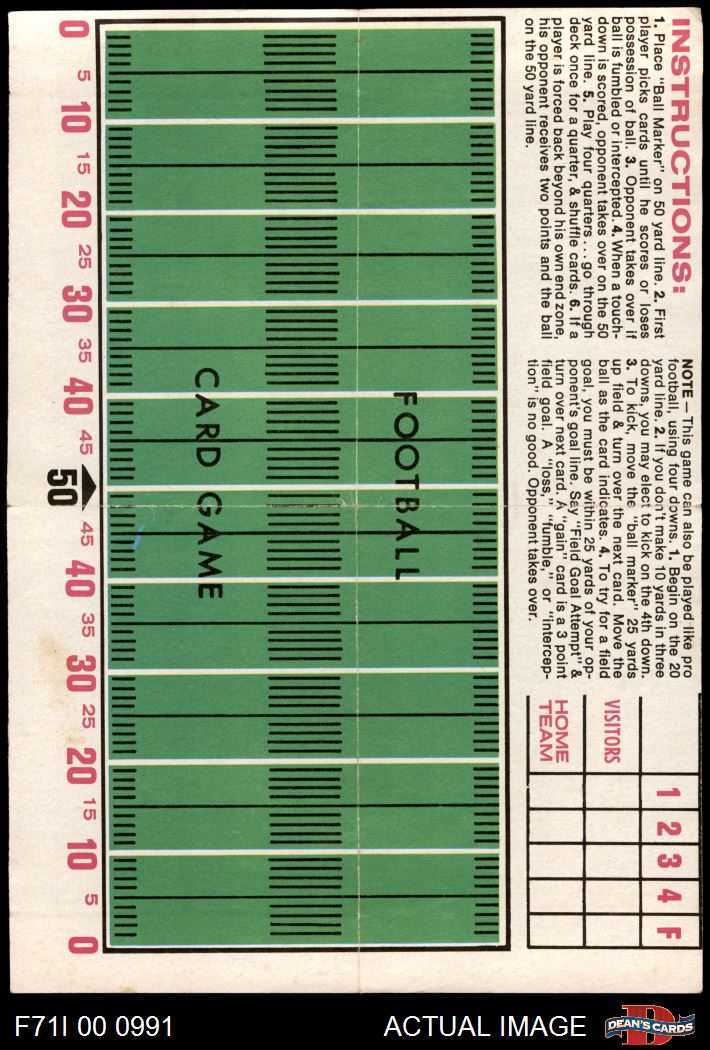 INSTRUCTIONS:
1. Place "Ball Marker" on 50 yard line. 2. First
player picks cards until he scores or loses
possession of ball. 3. Opponent takes over if
ball is fumbled or intercepted. 4. When a touch-
down is scored, opponent takes over on the 50
yard line. 5. Play four quarters . . . go through
deck once for a quarter, & shuffle cards. 6. If a
player is forced back beyond his own end zone,
his opponent receives two points and the ball
on the 50 yard line.
NOTE — This game can also be played like pro
football, using four downs. 1. Begin on the 20
yard line. 2. If you don't make 10 yards in three
downs, you may elect to kick on the 4th down.
3. To kick, move the "ball marker" 25 yards
up field & turn over the next card. Move the
ball as the card indicates. 4. To try for a field
goal, you must be within 25 yards of your op-
ponent's goal line. Say "Field Goal Attempt" &
turn over next card. A "gain" card is a 3 point
field goal. A "loss," "fumble," or "intercep-
tion" is no good. Opponent takes over.
1 2 3 4 F
VISITORS
HOME
TEAM
FOOTBALL
CARD GAME
0 5 10 15 20 25 30 35 40 45 50 45 40 35 30 25 20 15 10 5 0
F71I 00 0991
ACTUAL IMAGE
D
DEAN'S CARDS